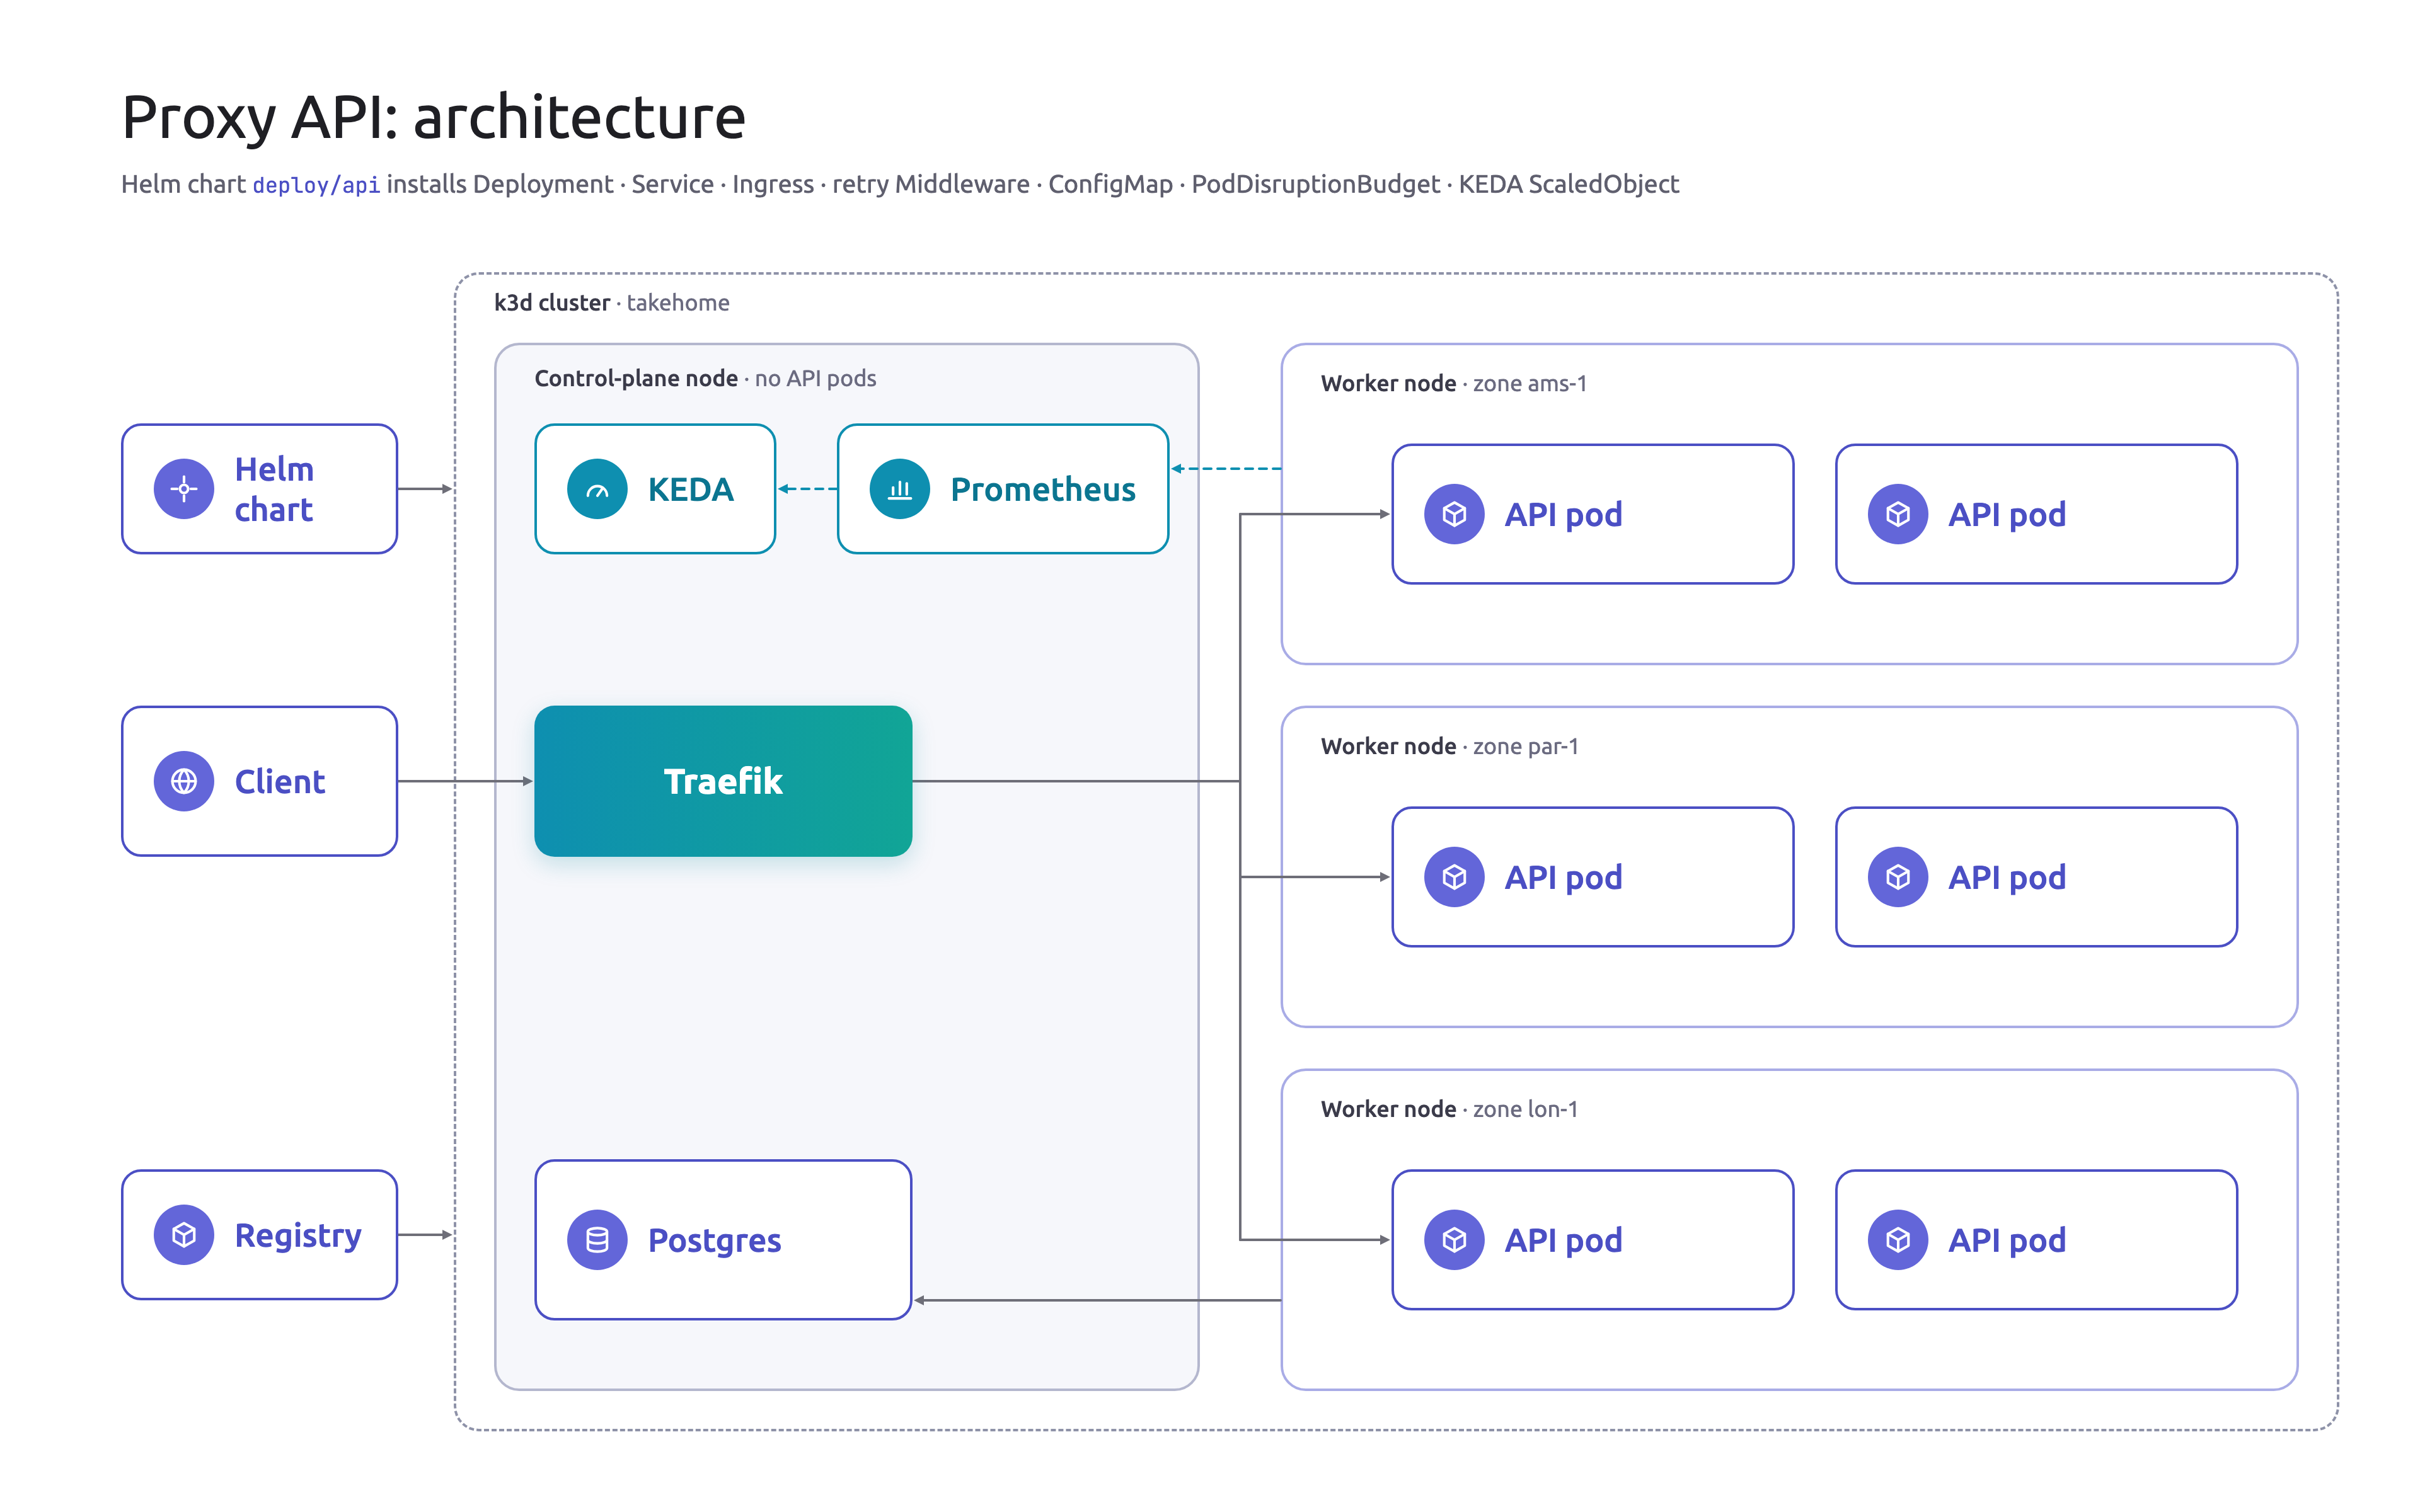 Proxy API: architecture
Helm chart deploy/api installs Deployment · Service · Ingress · retry Middleware · ConfigMap · PodDisruptionBudget · KEDA ScaledObject
k3d cluster · takehome
Control-plane node · no API pods
Worker node · zone ams-1
Helm
chart
KEDA
Prometheus
API pod
API pod
Worker node · zone par-1
Client
Traefik
API pod
API pod
Worker node · zone lon-1
Registry
Postgres
API pod
API pod